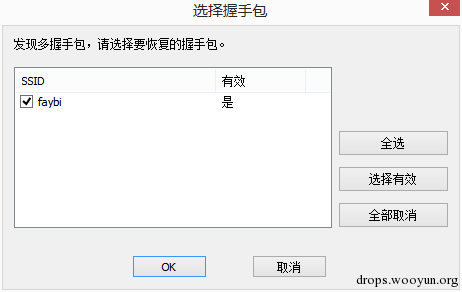 选择握手包
发现多握手包，请选择要恢复的握手包。
SSID 有效
faybi 是
全选
选择有效
全部取消
OK 取消
drops.wooyun.org